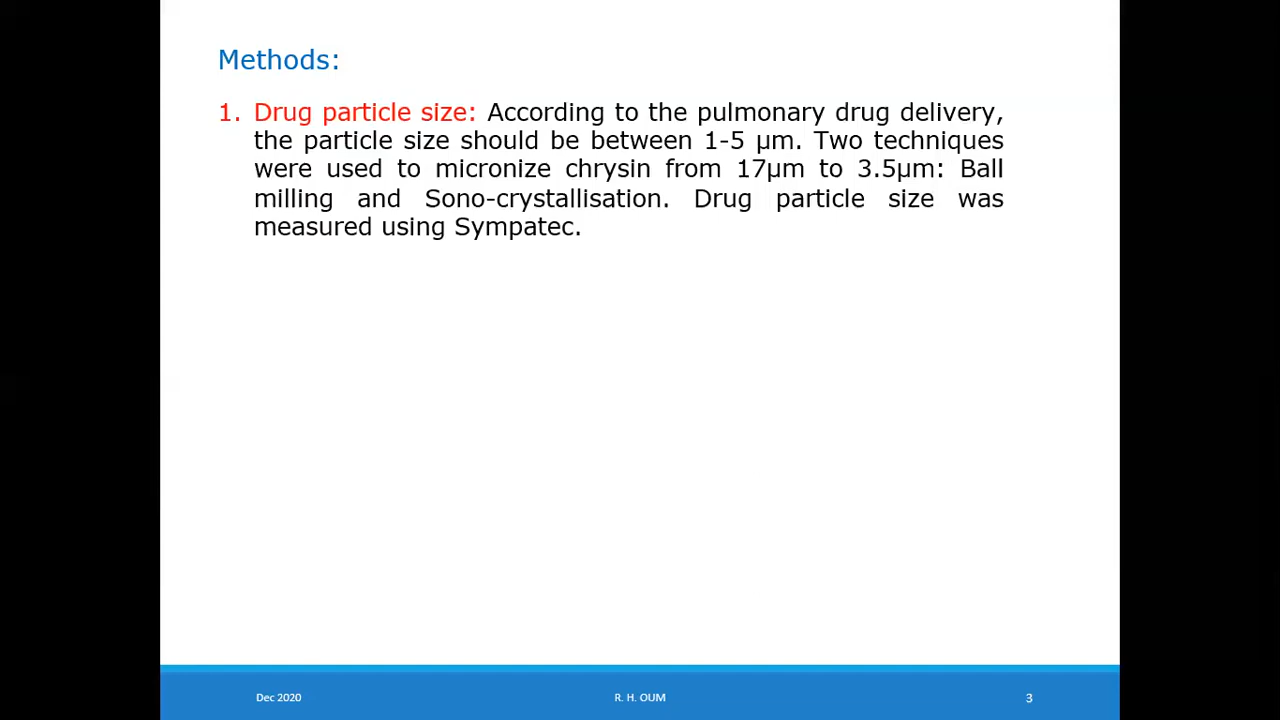 Methods:
1. Drug particle size: According to the pulmonary drug delivery,
the particle size should be between 1-5 µm. Two techniques
were used to micronize chrysin from 17µm to 3.5µm: Ball
milling and Sono-crystallisation. Drug particle size was
measured using Sympatec.
Dec 2020
R. H. OUM
3